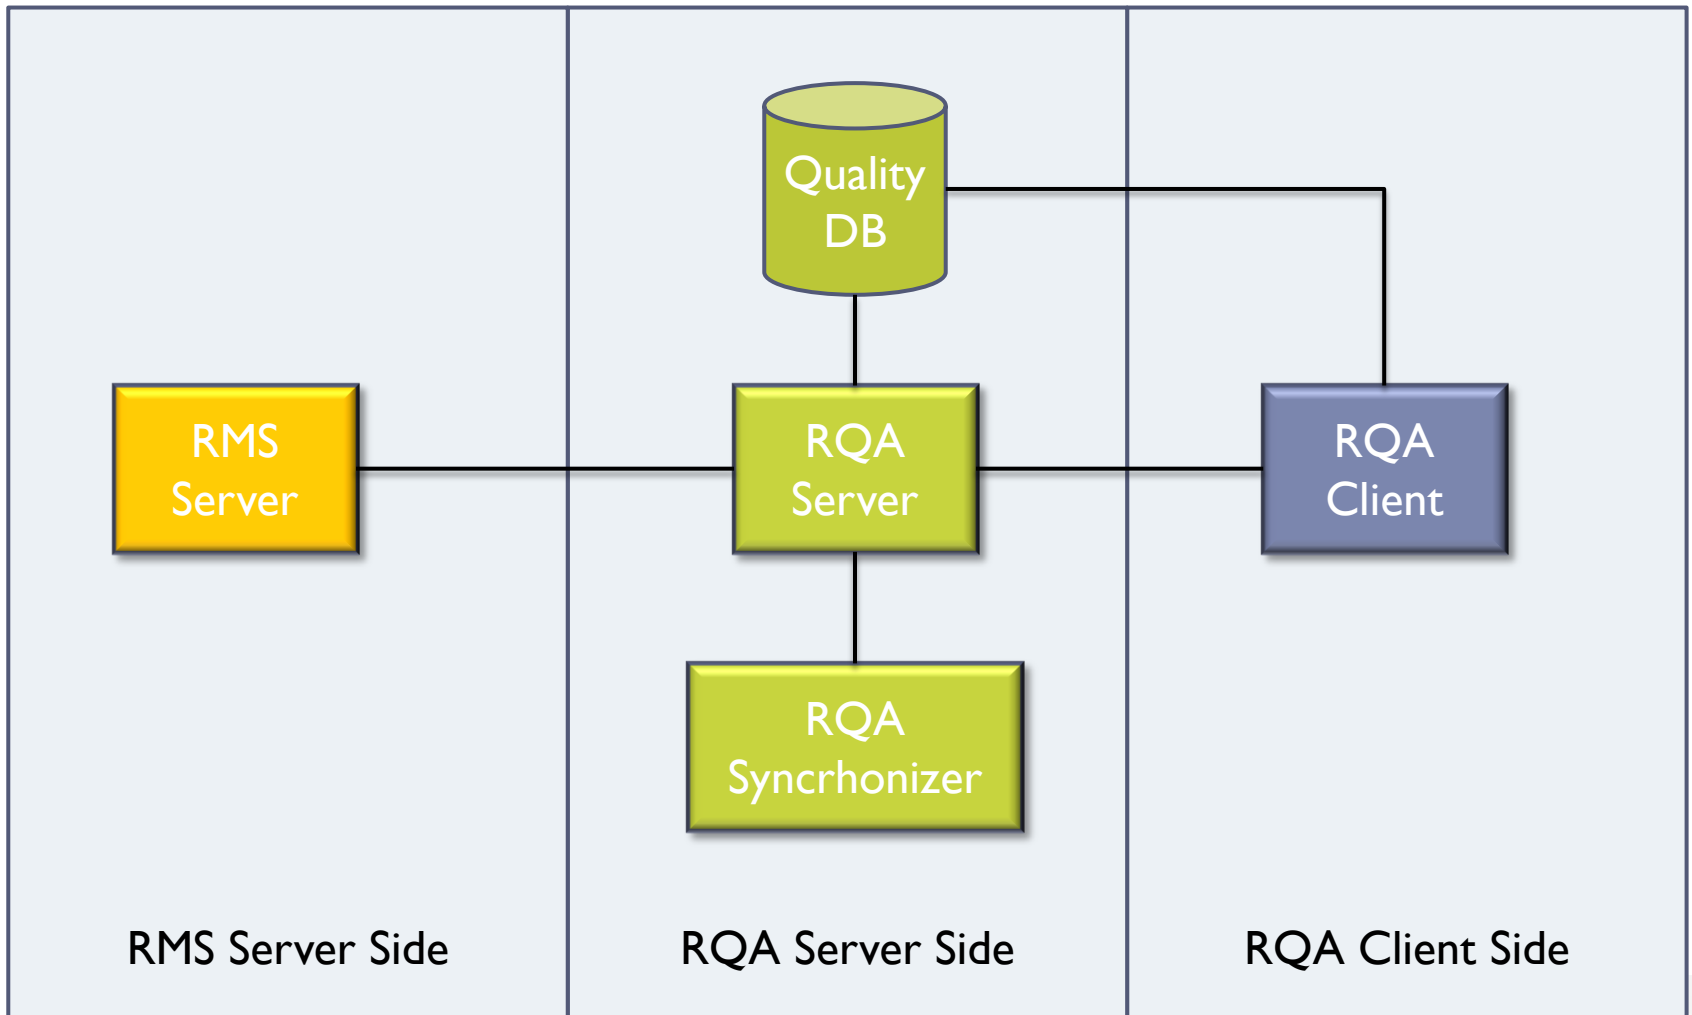 Quality
DB
RMS
Server
RQA
Server
RQA
Client
RQA
Syncrhonizer
RMS Server Side
RQA Server Side
RQA Client Side